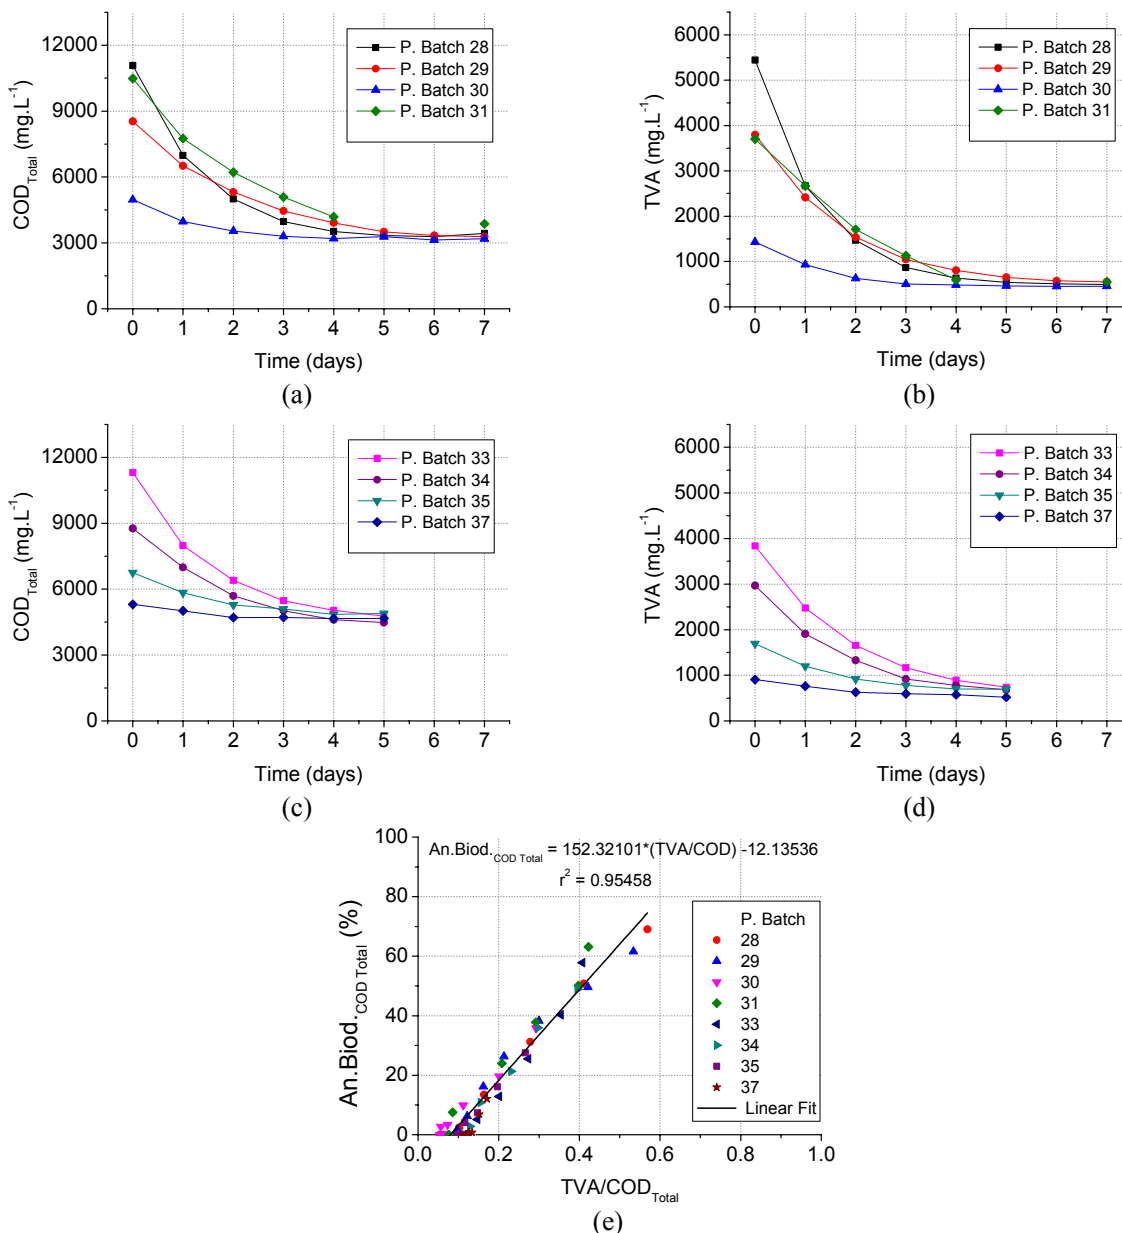 12000
9000
6000
3000
0
COD_Total (mg.L^-1)
P. Batch 28
P. Batch 29
P. Batch 30
P. Batch 31
0 1 2 3 4 5 6 7
Time (days)
(a)
6000
5000
4000
3000
2000
1000
0
TVA (mg.L^-1)
P. Batch 28
P. Batch 29
P. Batch 30
P. Batch 31
0 1 2 3 4 5 6 7
Time (days)
(b)
12000
9000
6000
3000
0
COD_Total (mg.L^-1)
P. Batch 33
P. Batch 34
P. Batch 35
P. Batch 37
0 1 2 3 4 5 6 7
Time (days)
(c)
6000
5000
4000
3000
2000
1000
0
TVA (mg.L^-1)
P. Batch 33
P. Batch 34
P. Batch 35
P. Batch 37
0 1 2 3 4 5 6 7
Time (days)
(d)
100
80
60
40
20
0
An.Biod._COD Total (%)
An.Biod._COD Total = 152.32101*(TVA/COD) -12.13536
r^2 = 0.95458
P. Batch
28
29
30
31
33
34
35
37
Linear Fit
0.0 0.2 0.4 0.6 0.8 1.0
TVA/COD_Total
(e)